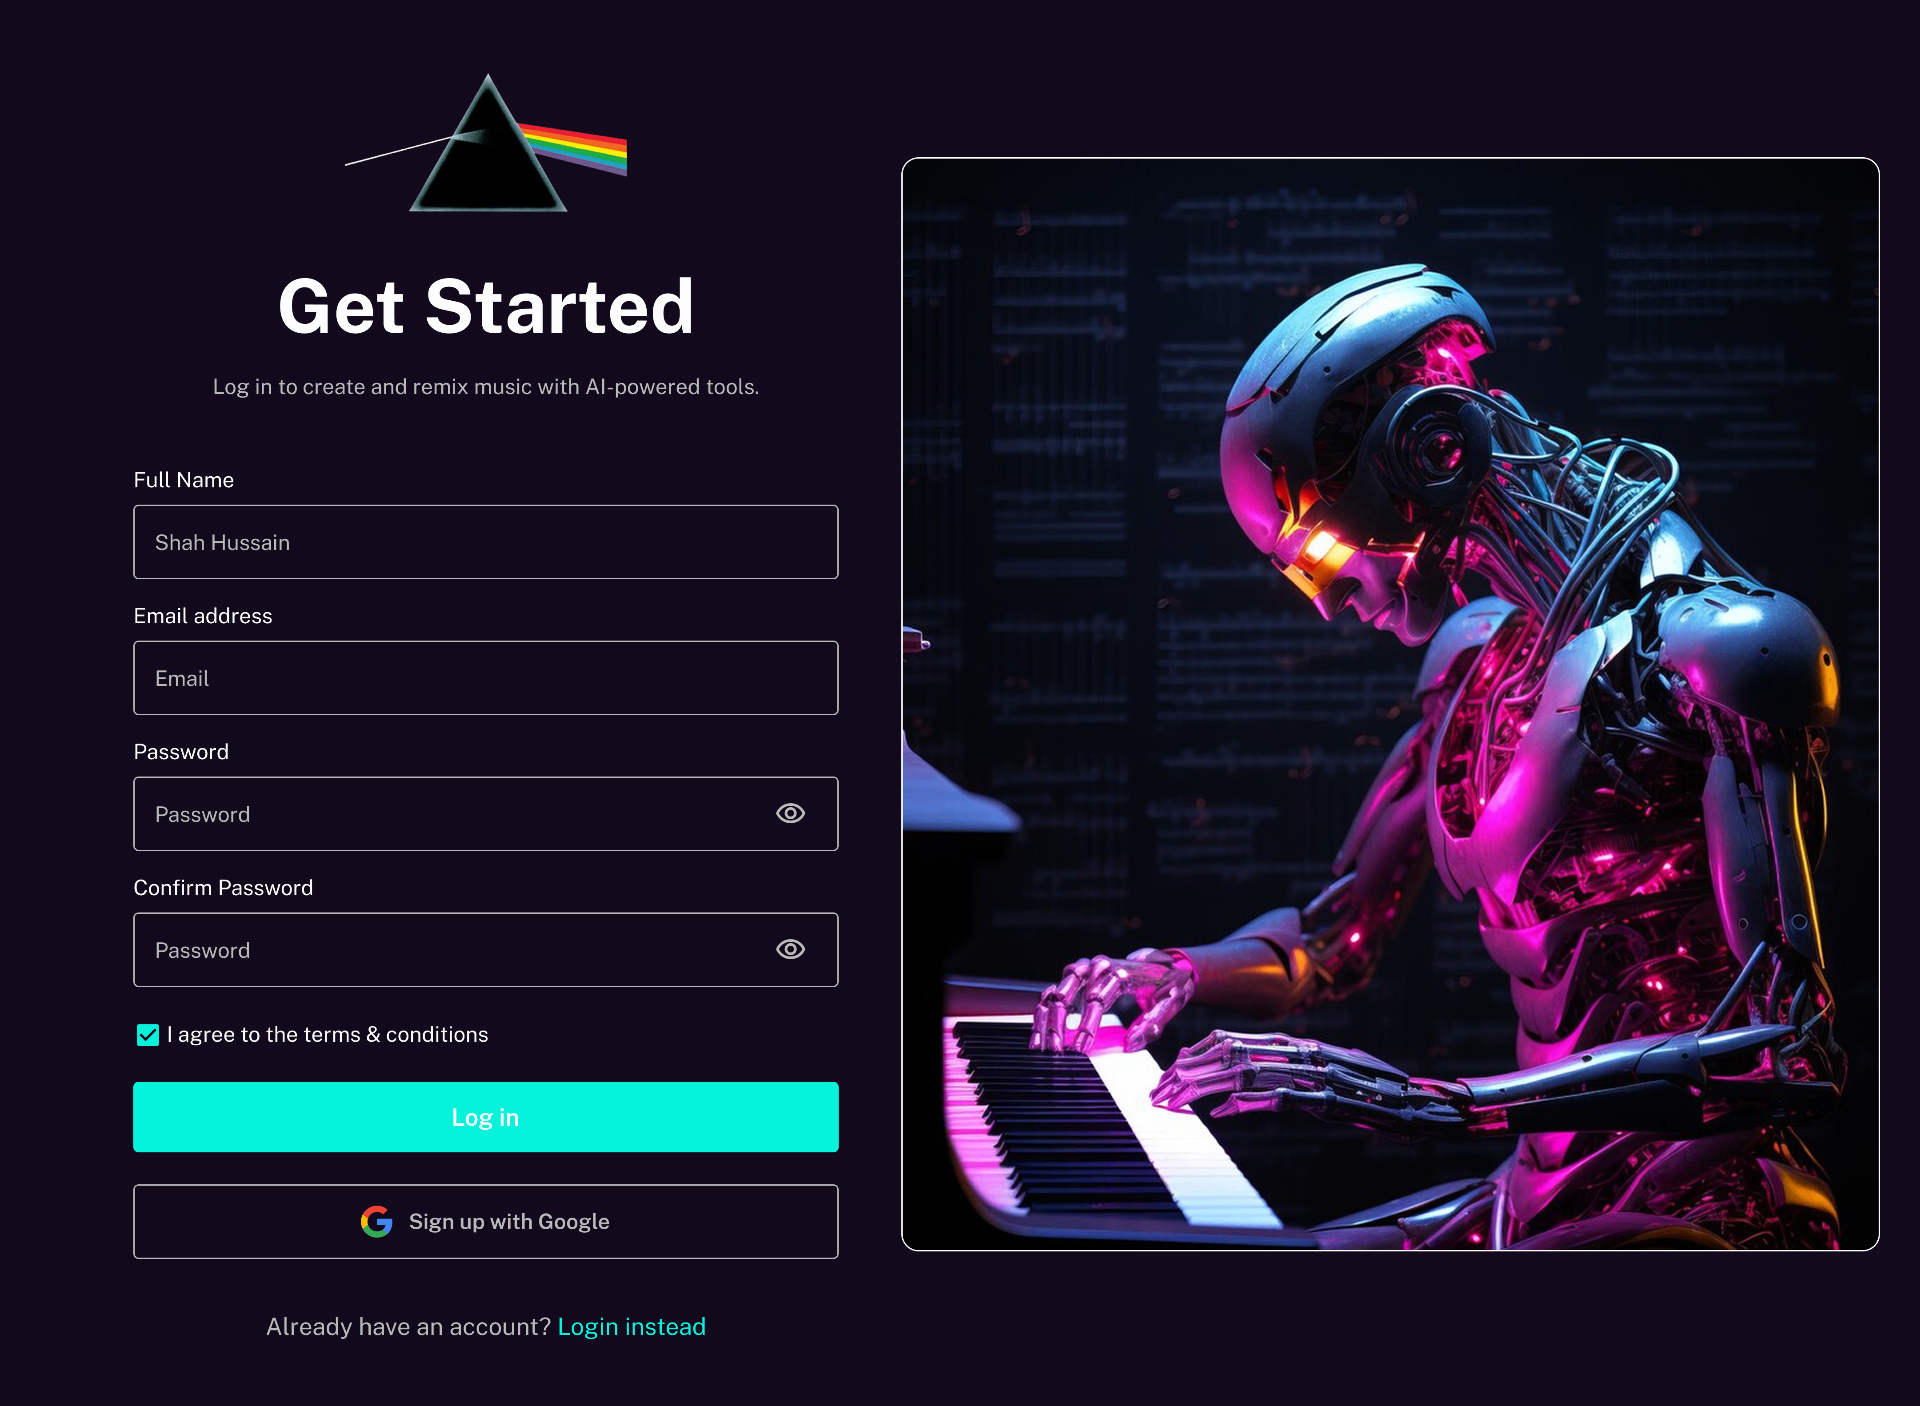 Get Started
Log in to create and remix music with AI-powered tools.
Full Name
Shah Hussain
Email address
Email
Password
Password
Confirm Password
Password
I agree to the terms & conditions
Log in
Sign up with Google
Already have an account? Login instead